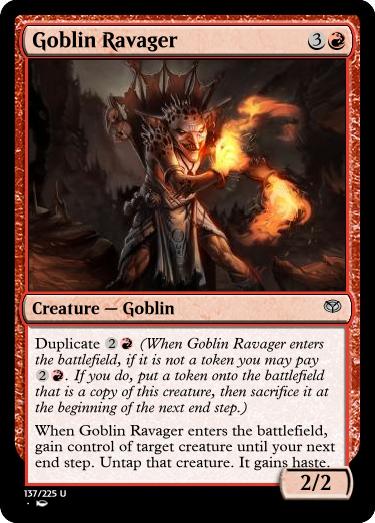 Goblin Ravager 3
Creature — Goblin
Duplicate 2 (When Goblin Ravager enters
the battlefield, if it is not a token you may pay
2 . If you do, put a token onto the battlefield
that is a copy of this creature, then sacrifice it at
the beginning of the next end step.)
When Goblin Ravager enters the battlefield,
gain control of target creature until your next
end step. Untap that creature. It gains haste.
2/2
137/225 U